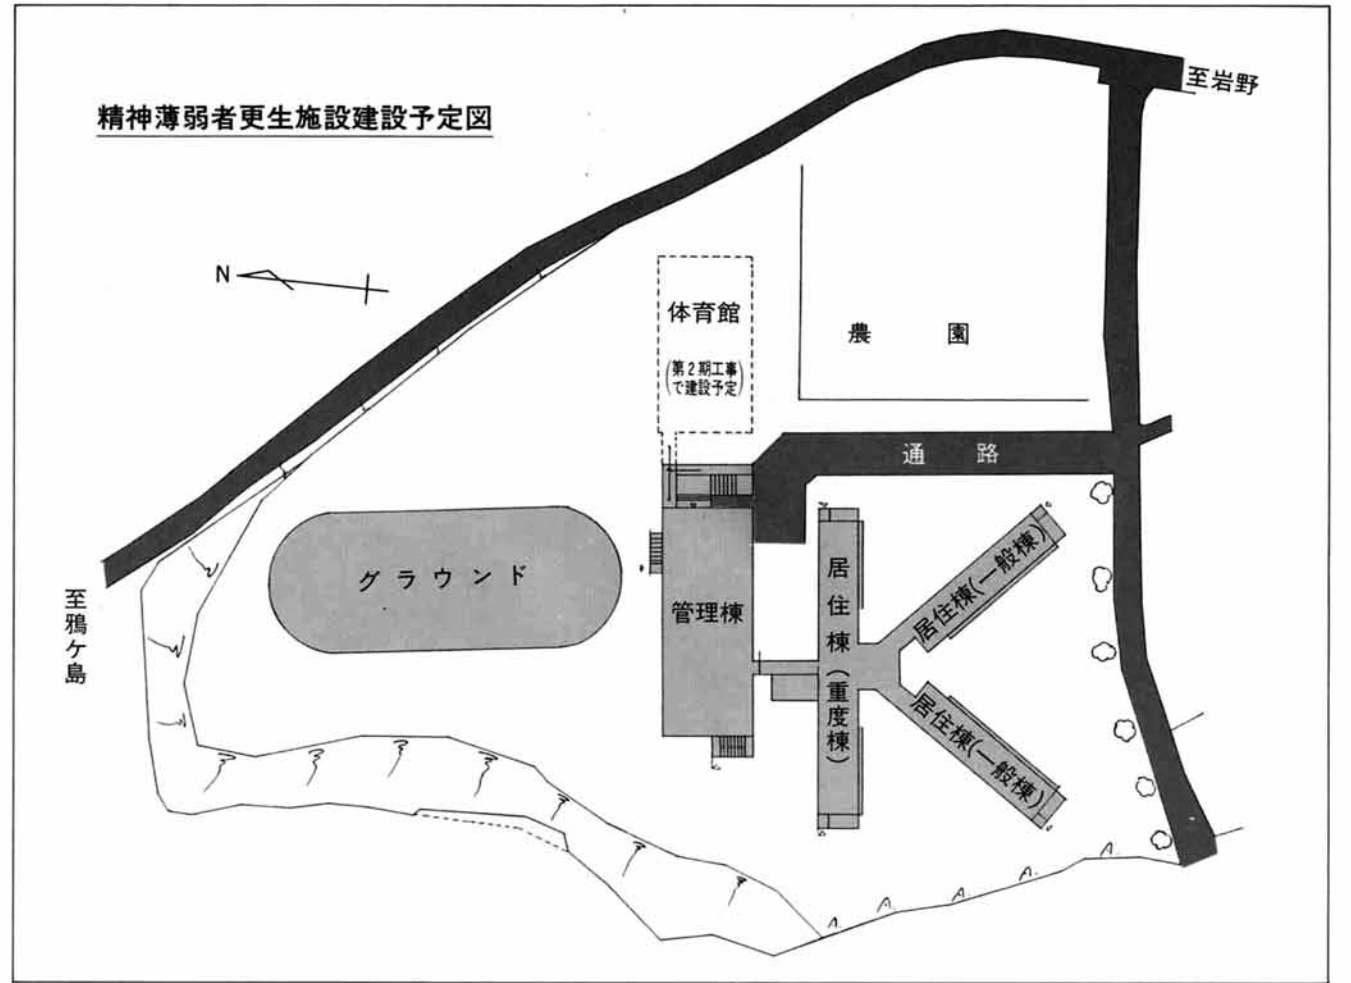 精神薄弱者更生施設建設予定図
至岩野
N
体育館
(第2期工事で建設予定)
農園
通路
グラウンド
管理棟
居住棟(重度棟)
居住棟(一般棟)
居住棟(一般棟)
至鴉ケ島